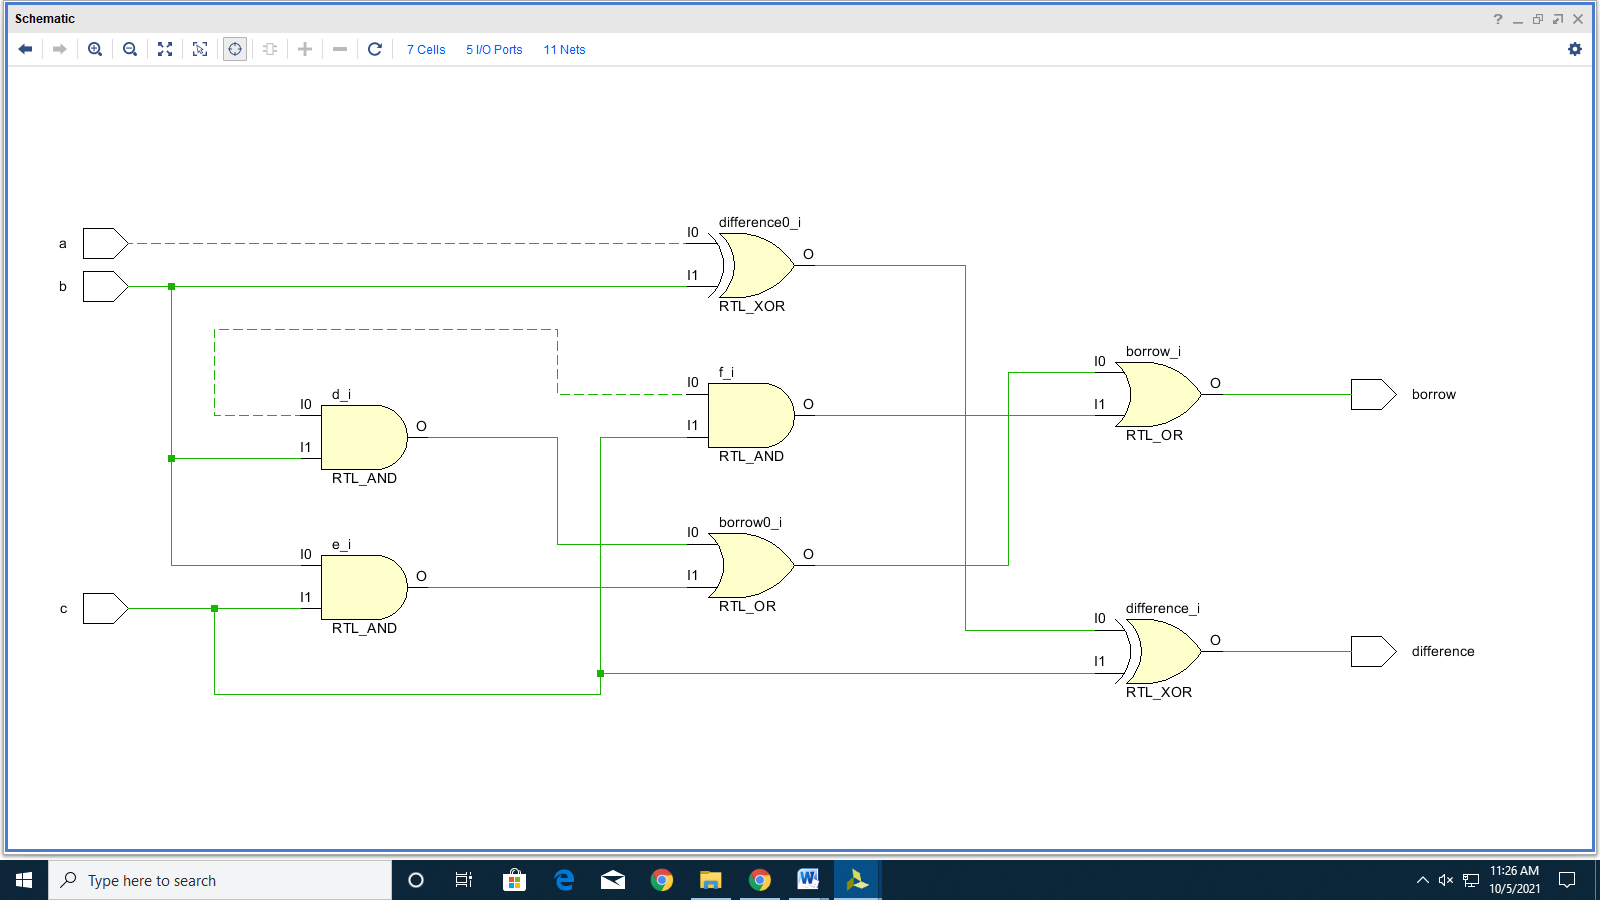 Schematic
7 Cells 5 I/O Ports 11 Nets
a
b
c
difference0_i
I0
I1
O
RTL_XOR
d_i
I0
I1
O
RTL_AND
f_i
I0
I1
O
RTL_AND
e_i
I0
I1
O
RTL_AND
borrow0_i
I0
I1
O
RTL_OR
borrow_i
I0
I1
O
RTL_OR
borrow
difference_i
I0
I1
O
RTL_XOR
difference
Type here to search
11:26 AM
10/5/2021